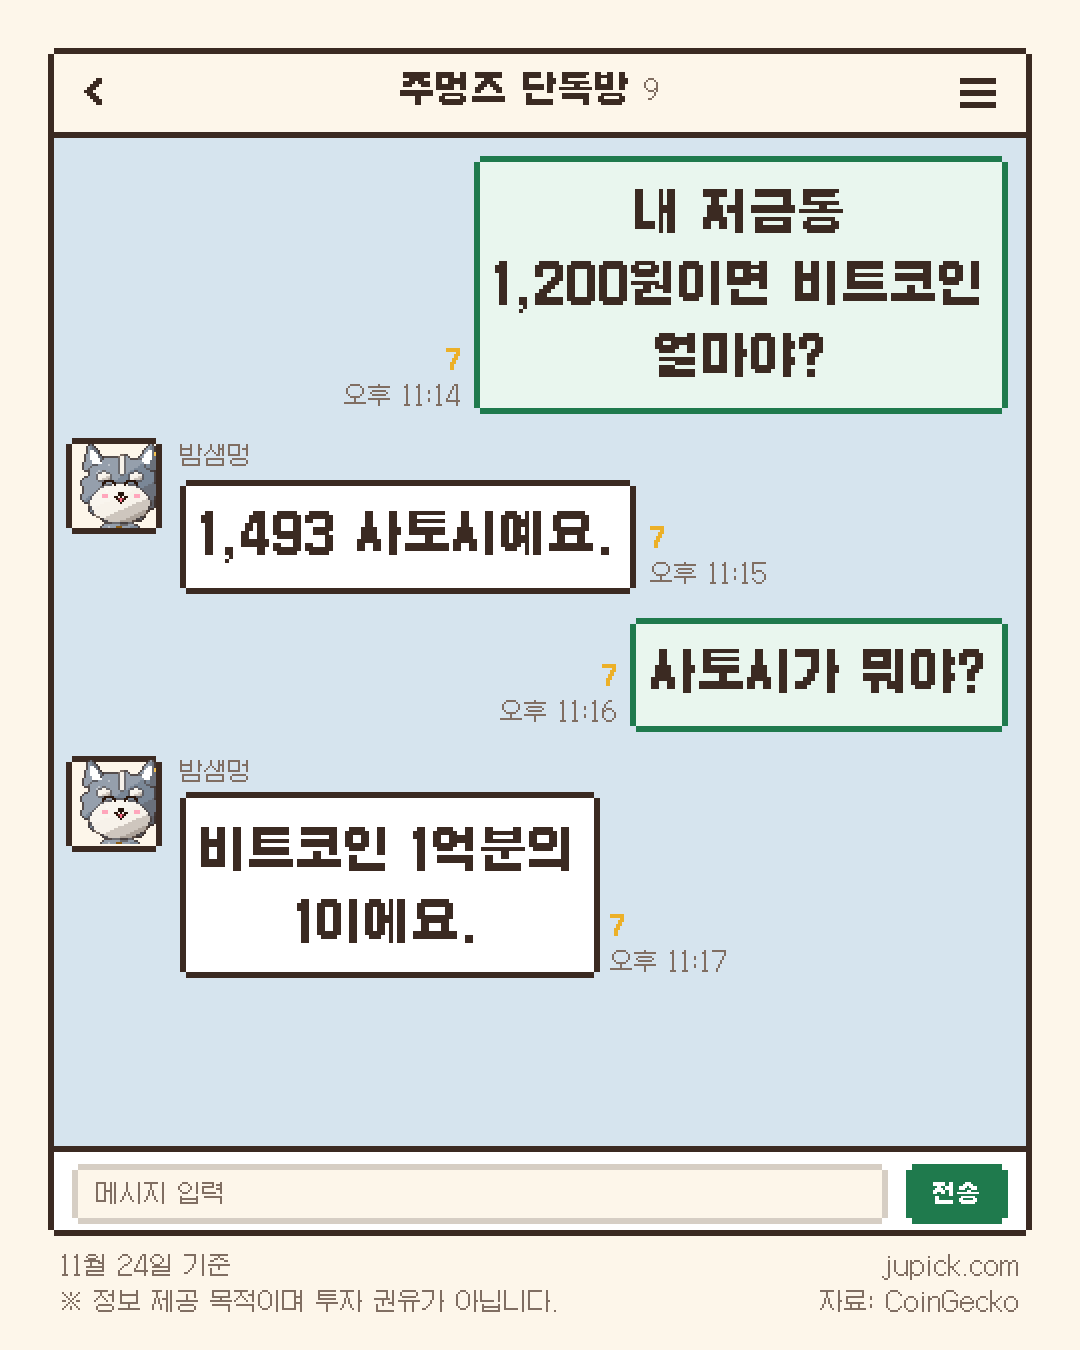 주멍즈 단독방 9
내 저금동
1,200원이면 비트코인
얼마야?
7
오후 11:14
밤샘멍
1,493 사토시예요.
7
오후 11:15
사토시가 뭐야?
7
오후 11:16
밤샘멍
비트코인 1억분의
1이에요.
7
오후 11:17
메시지 입력
전송
11월 24일 기준
jupick.com
※ 정보 제공 목적이며 투자 권유가 아닙니다.
자료: CoinGecko